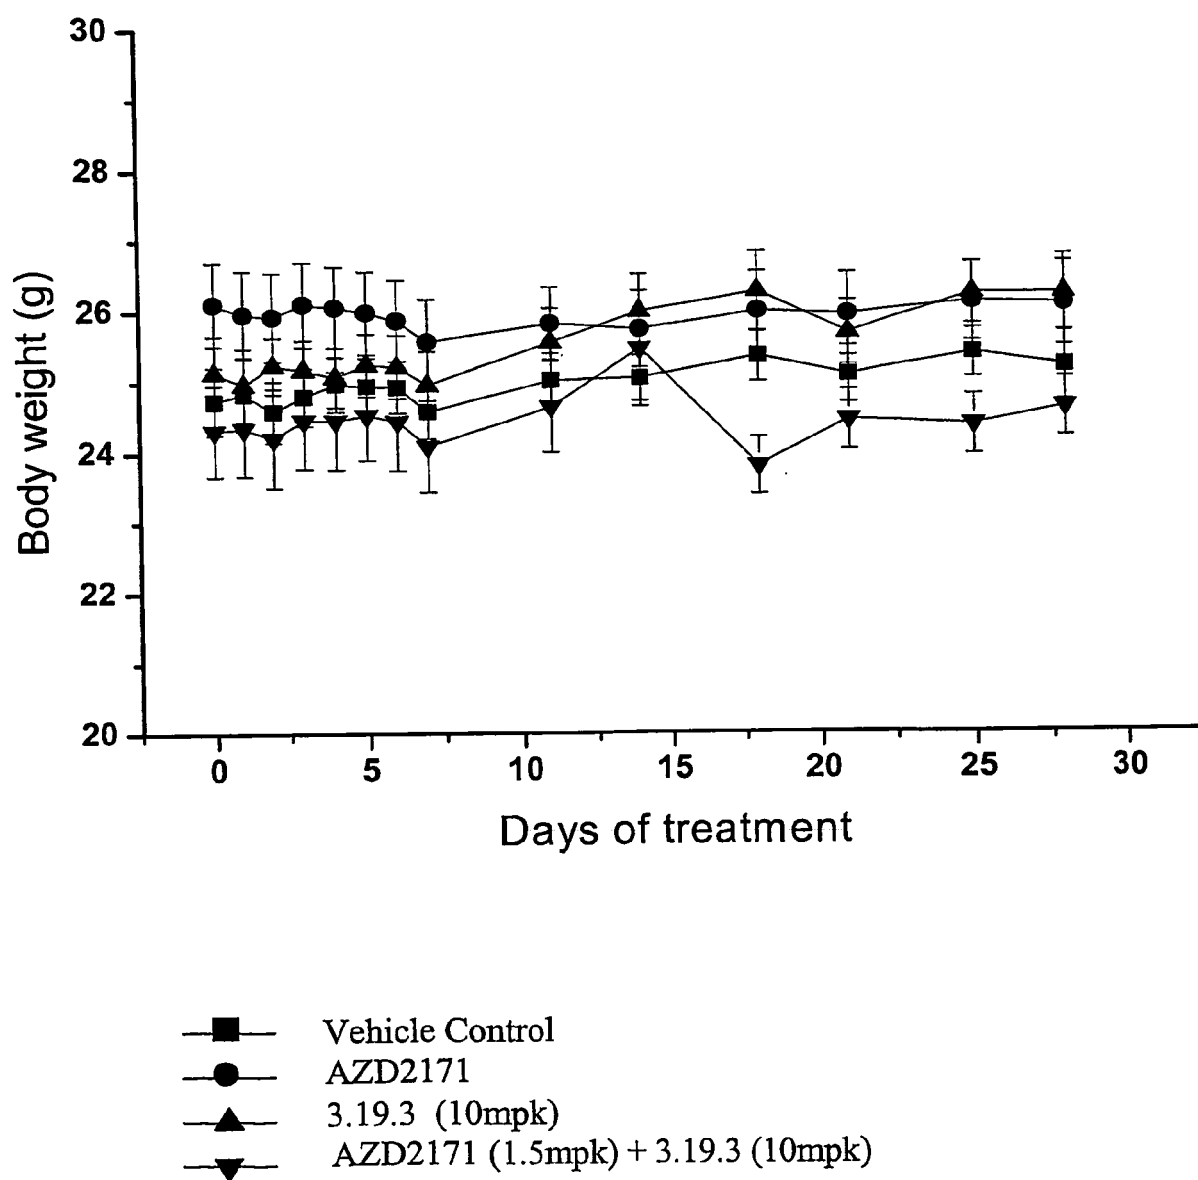 30
28
26
24
22
20
Body weight (g)
0 5 10 15 20 25 30
Days of treatment
Vehicle Control
AZD2171
3.19.3 (10mpk)
AZD2171 (1.5mpk) + 3.19.3 (10mpk)